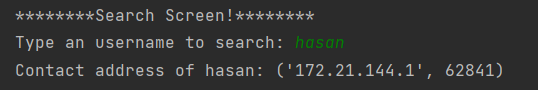 ********Search Screen!********
Type an username to search: hasan
Contact address of hasan: ('172.21.144.1', 62841)